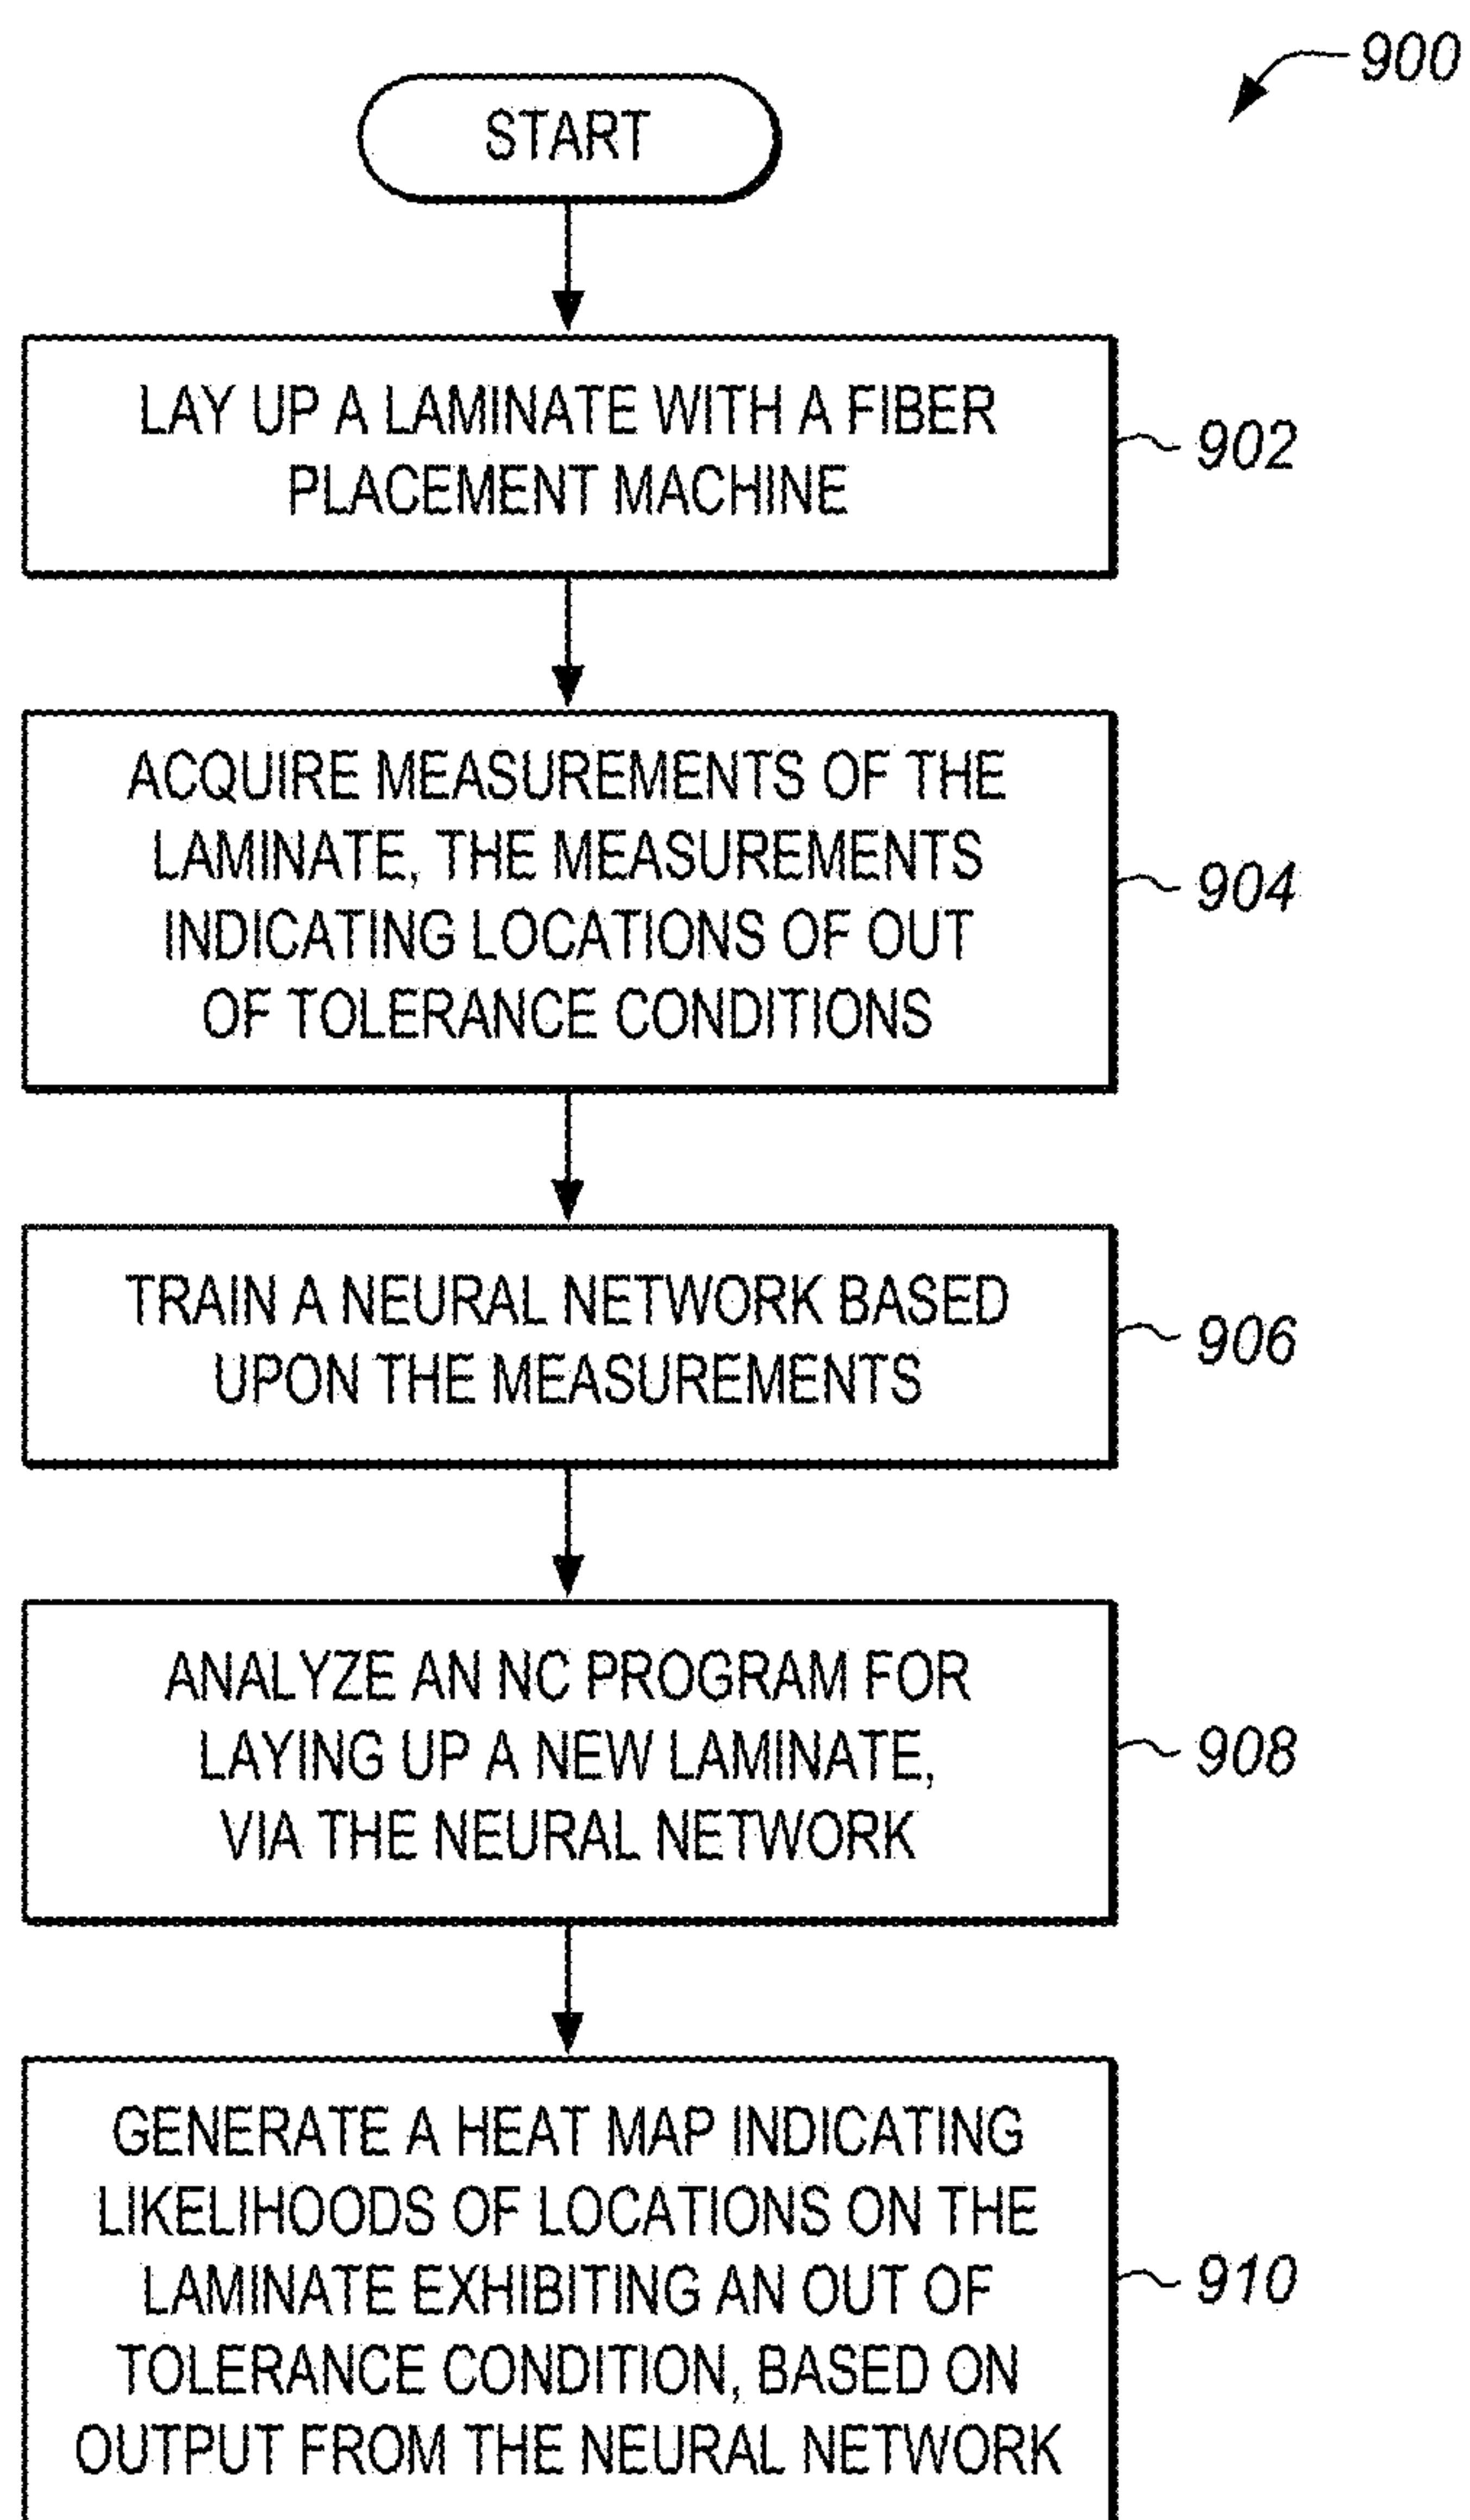 900
START
LAY UP A LAMINATE WITH A FIBER
PLACEMENT MACHINE
902
ACQUIRE MEASUREMENTS OF THE
LAMINATE, THE MEASUREMENTS
INDICATING LOCATIONS OF OUT
OF TOLERANCE CONDITIONS
904
TRAIN A NEURAL NETWORK BASED
UPON THE MEASUREMENTS
906
ANALYZE AN NC PROGRAM FOR
LAYING UP A NEW LAMINATE,
VIA THE NEURAL NETWORK
908
GENERATE A HEAT MAP INDICATING
LIKELIHOODS OF LOCATIONS ON THE
LAMINATE EXHIBITING AN OUT OF
TOLERANCE CONDITION, BASED ON
OUTPUT FROM THE NEURAL NETWORK
910